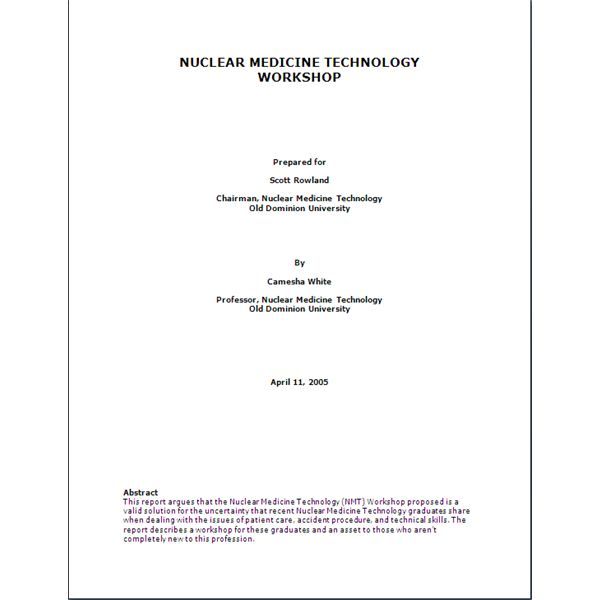 NUCLEAR MEDICINE TECHNOLOGY
WORKSHOP
Prepared for
Scott Rowland
Chairman, Nuclear Medicine Technology
Old Dominion University
By
Camesha White
Professor, Nuclear Medicine Technology
Old Dominion University
April 11, 2005
Abstract
This report argues that the Nuclear Medicine Technology (NMT) Workshop proposed is a
valid solution for the uncertainty that recent Nuclear Medicine Technology graduates share
when dealing with the issues of patient care, accident procedure, and technical skills. The
report describes a workshop for these graduates and an asset to those who aren't
completely new to this profession.